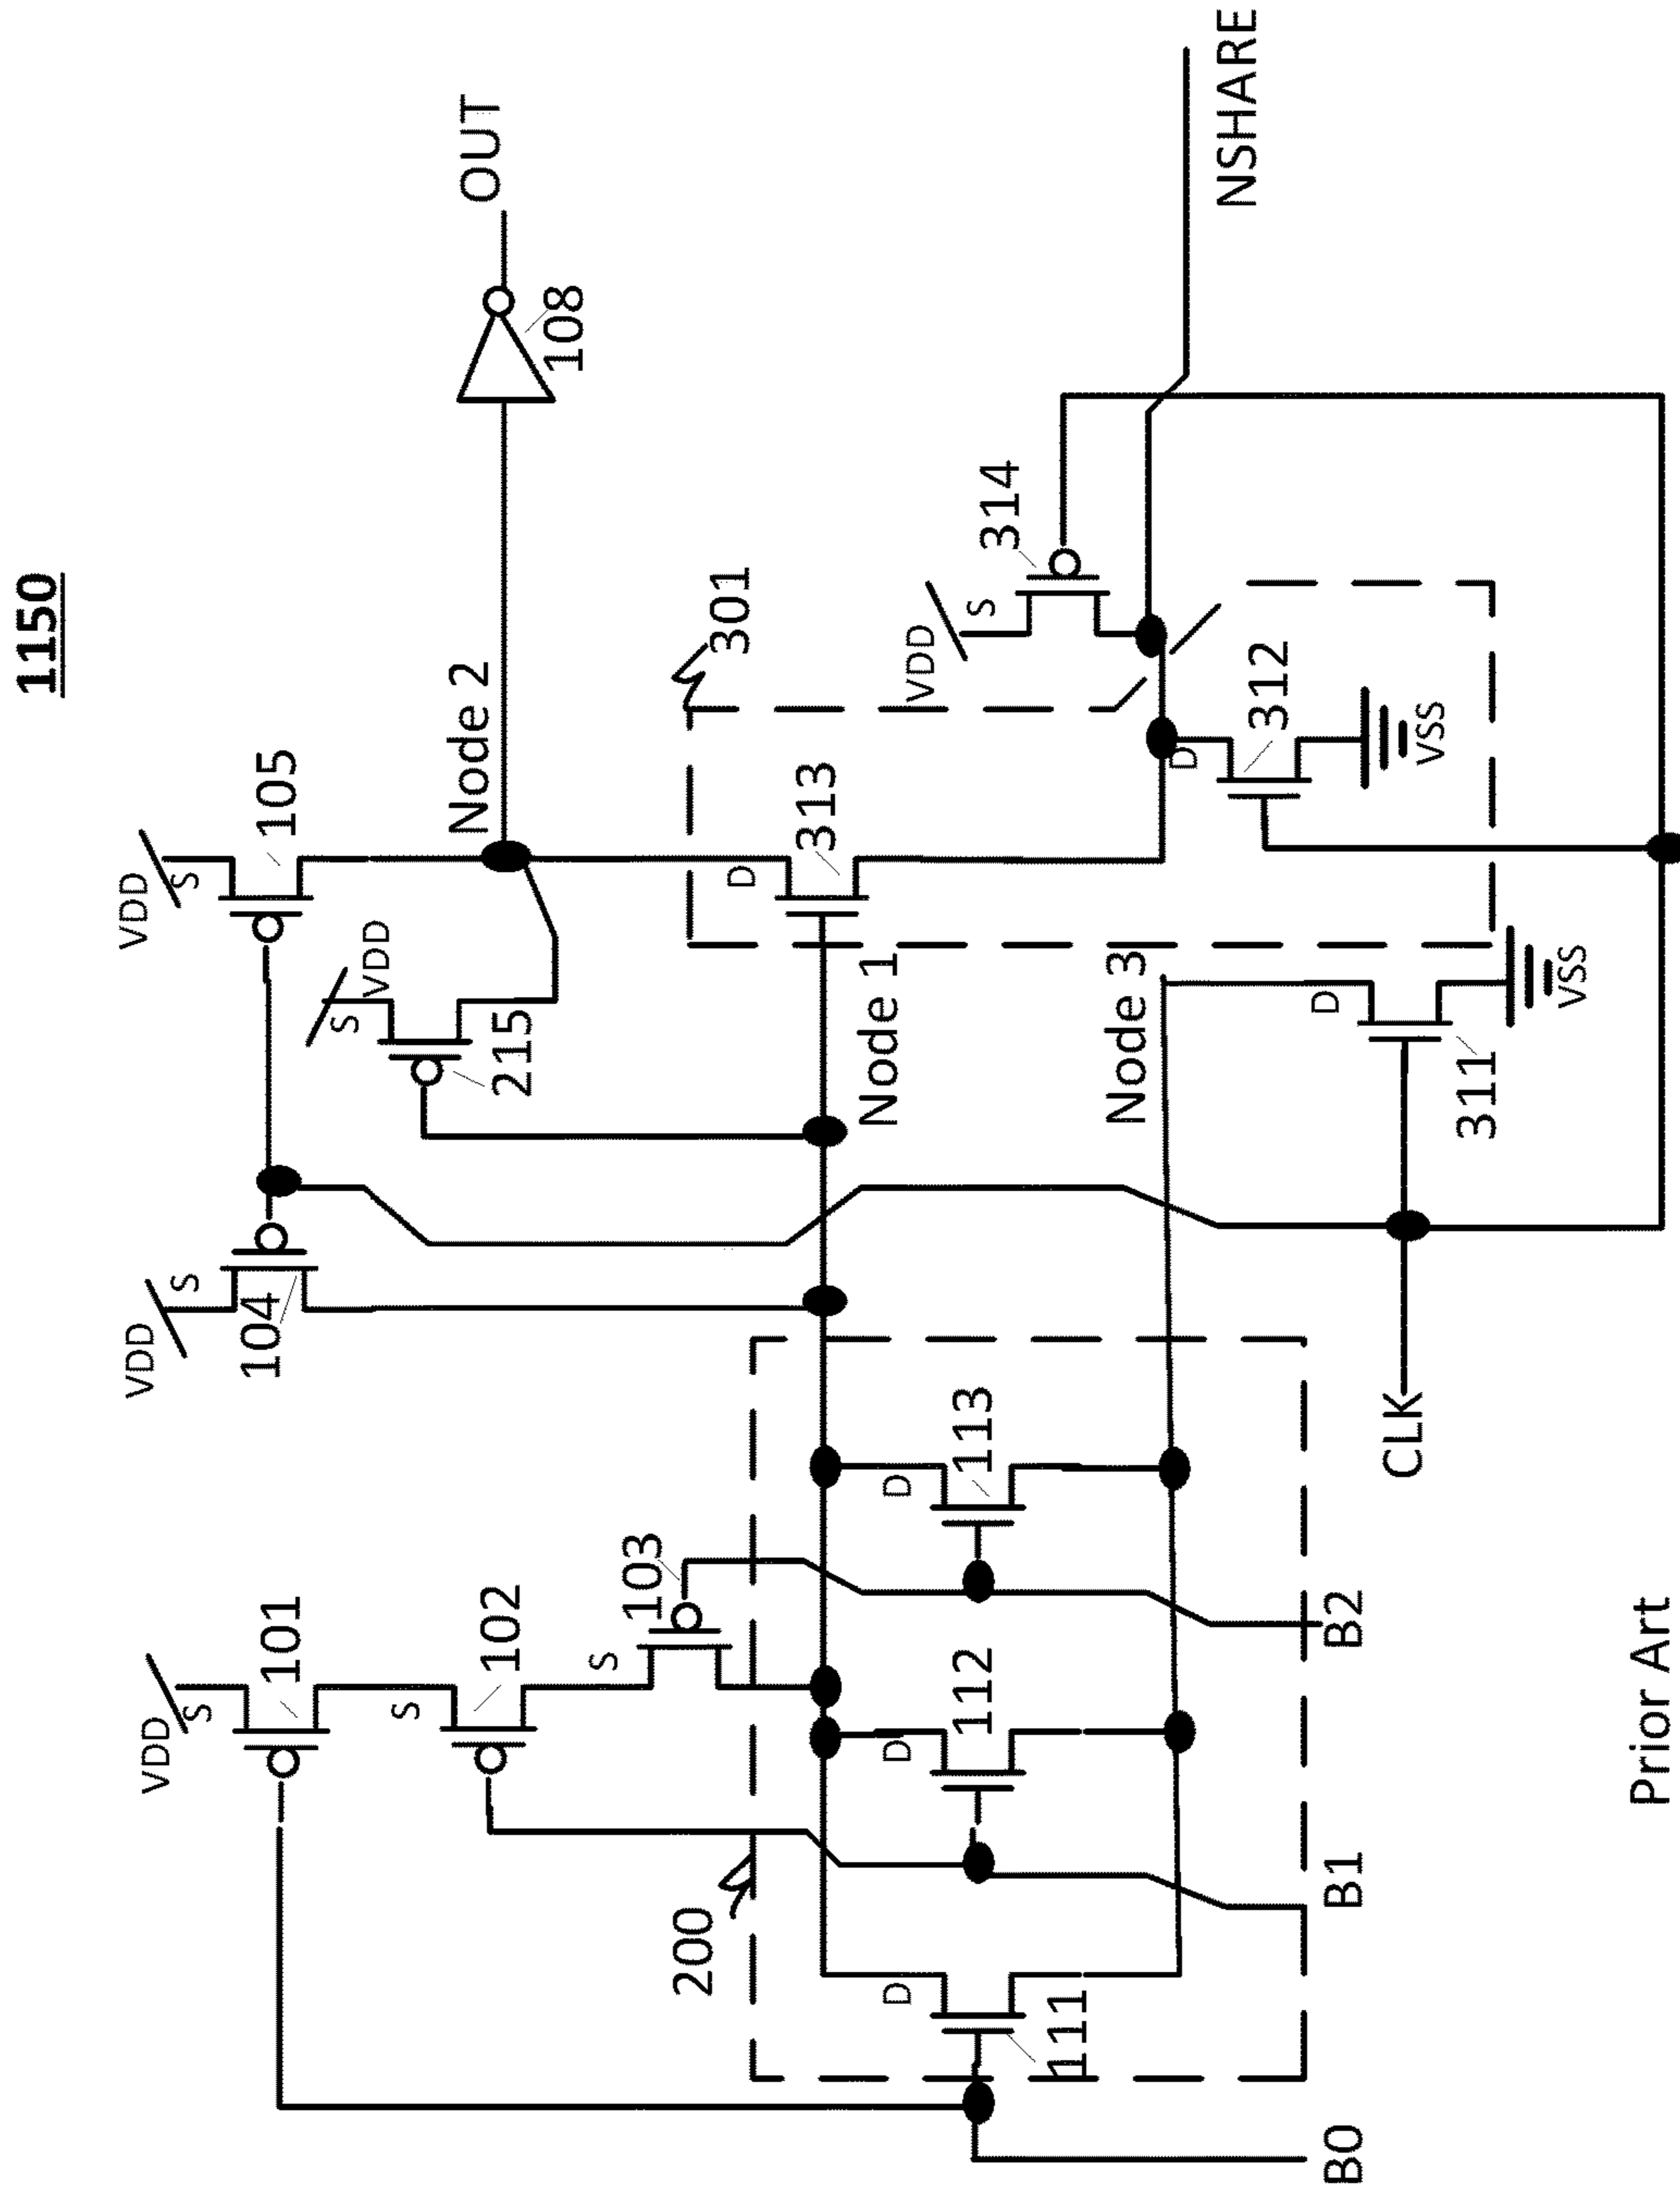 1150
VDD
S
101
S
102
S
103
VDD
S
104
VDD
S
105
VDD
S
215
Node 2
OUT
108
200
D
111
D
112
D
113
Node 1
Node 3
301
D
313
VDD
S
314
D
312
VSS
D
311
VSS
NSHARE
B0
B1
B2
CLK
Prior Art